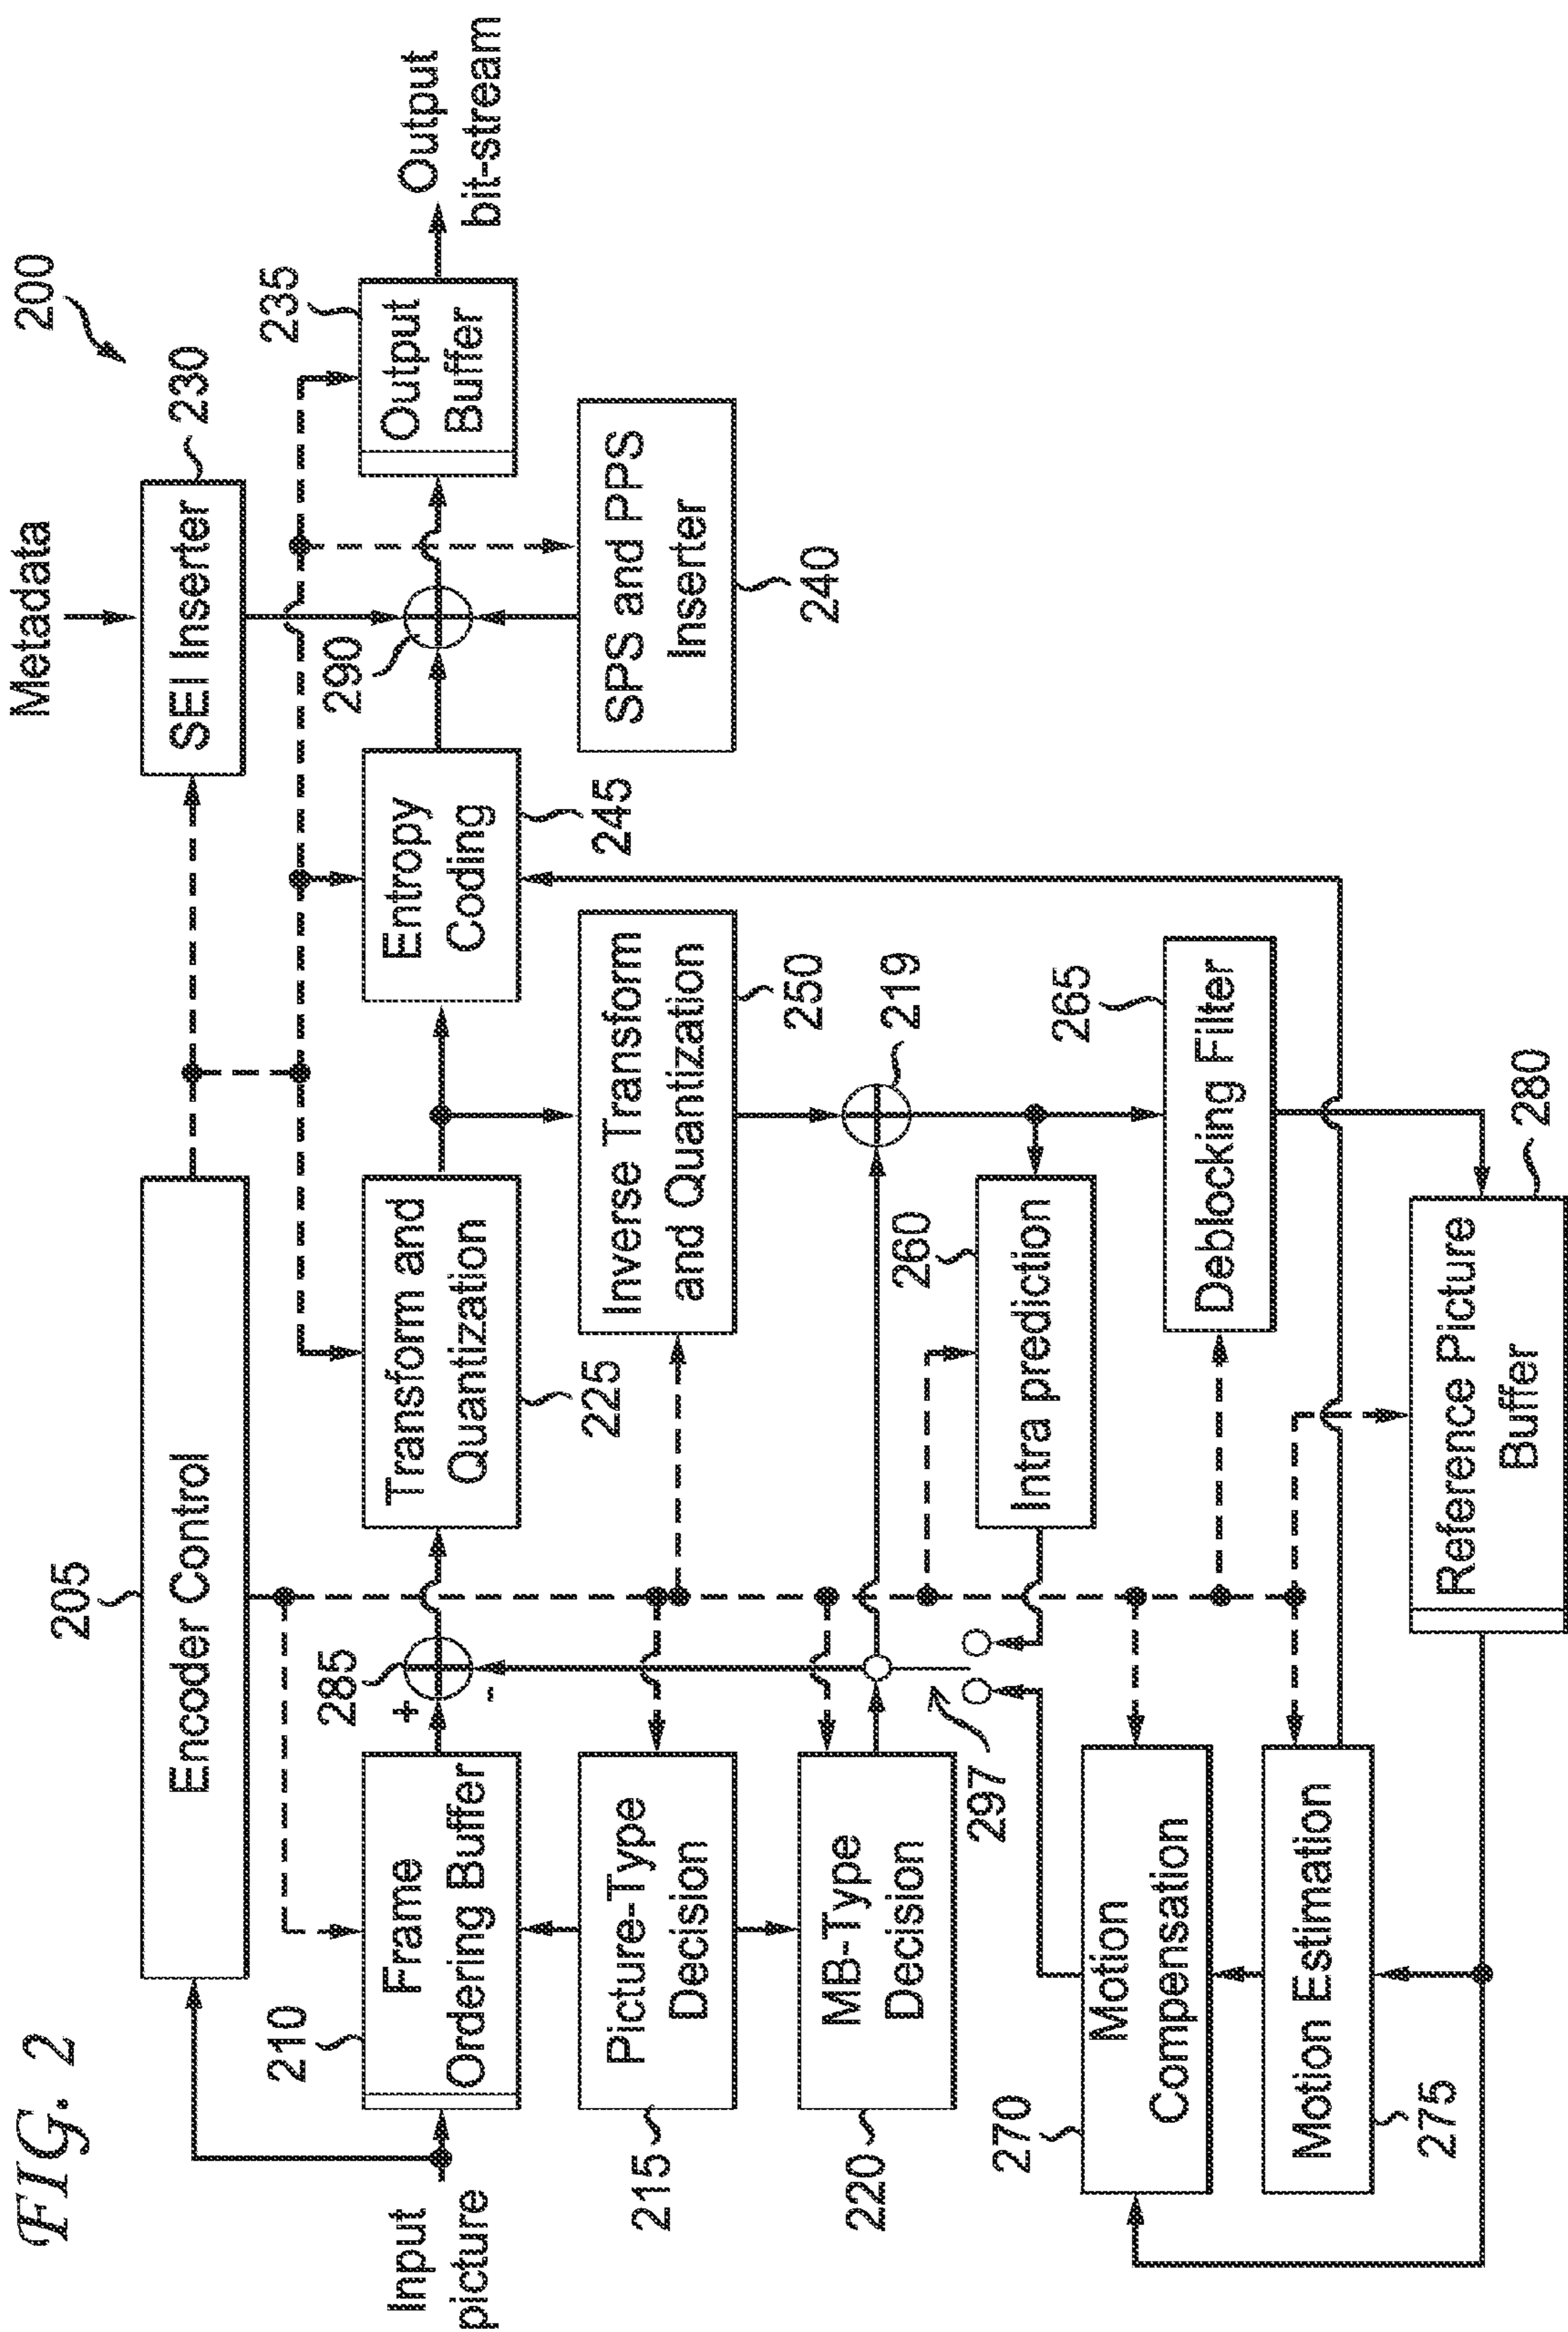 FIG. 2
200
Metadata
205
Encoder Control
SEI Inserter
230
210
285
290
235
Input
picture
Frame
Ordering Buffer
+
-
Transform and
Quantization
225
Entropy
Coding
245
Output
Buffer
Output
bit-stream
215
Picture-Type
Decision
Inverse Transform
and Quantization
250
SPS and PPS
Inserter
240
220
MB-Type
Decision
219
297
260
Intra prediction
270
Motion
Compensation
265
Deblocking Filter
Motion Estimation
275
Reference Picture
Buffer
280